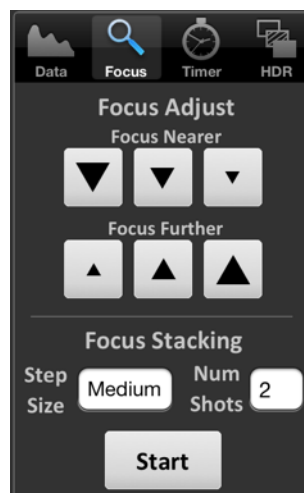 Data Focus Timer HDR
Focus Adjust
Focus Nearer
Focus Further
Focus Stacking
Step Size Medium Num Shots 2
Start